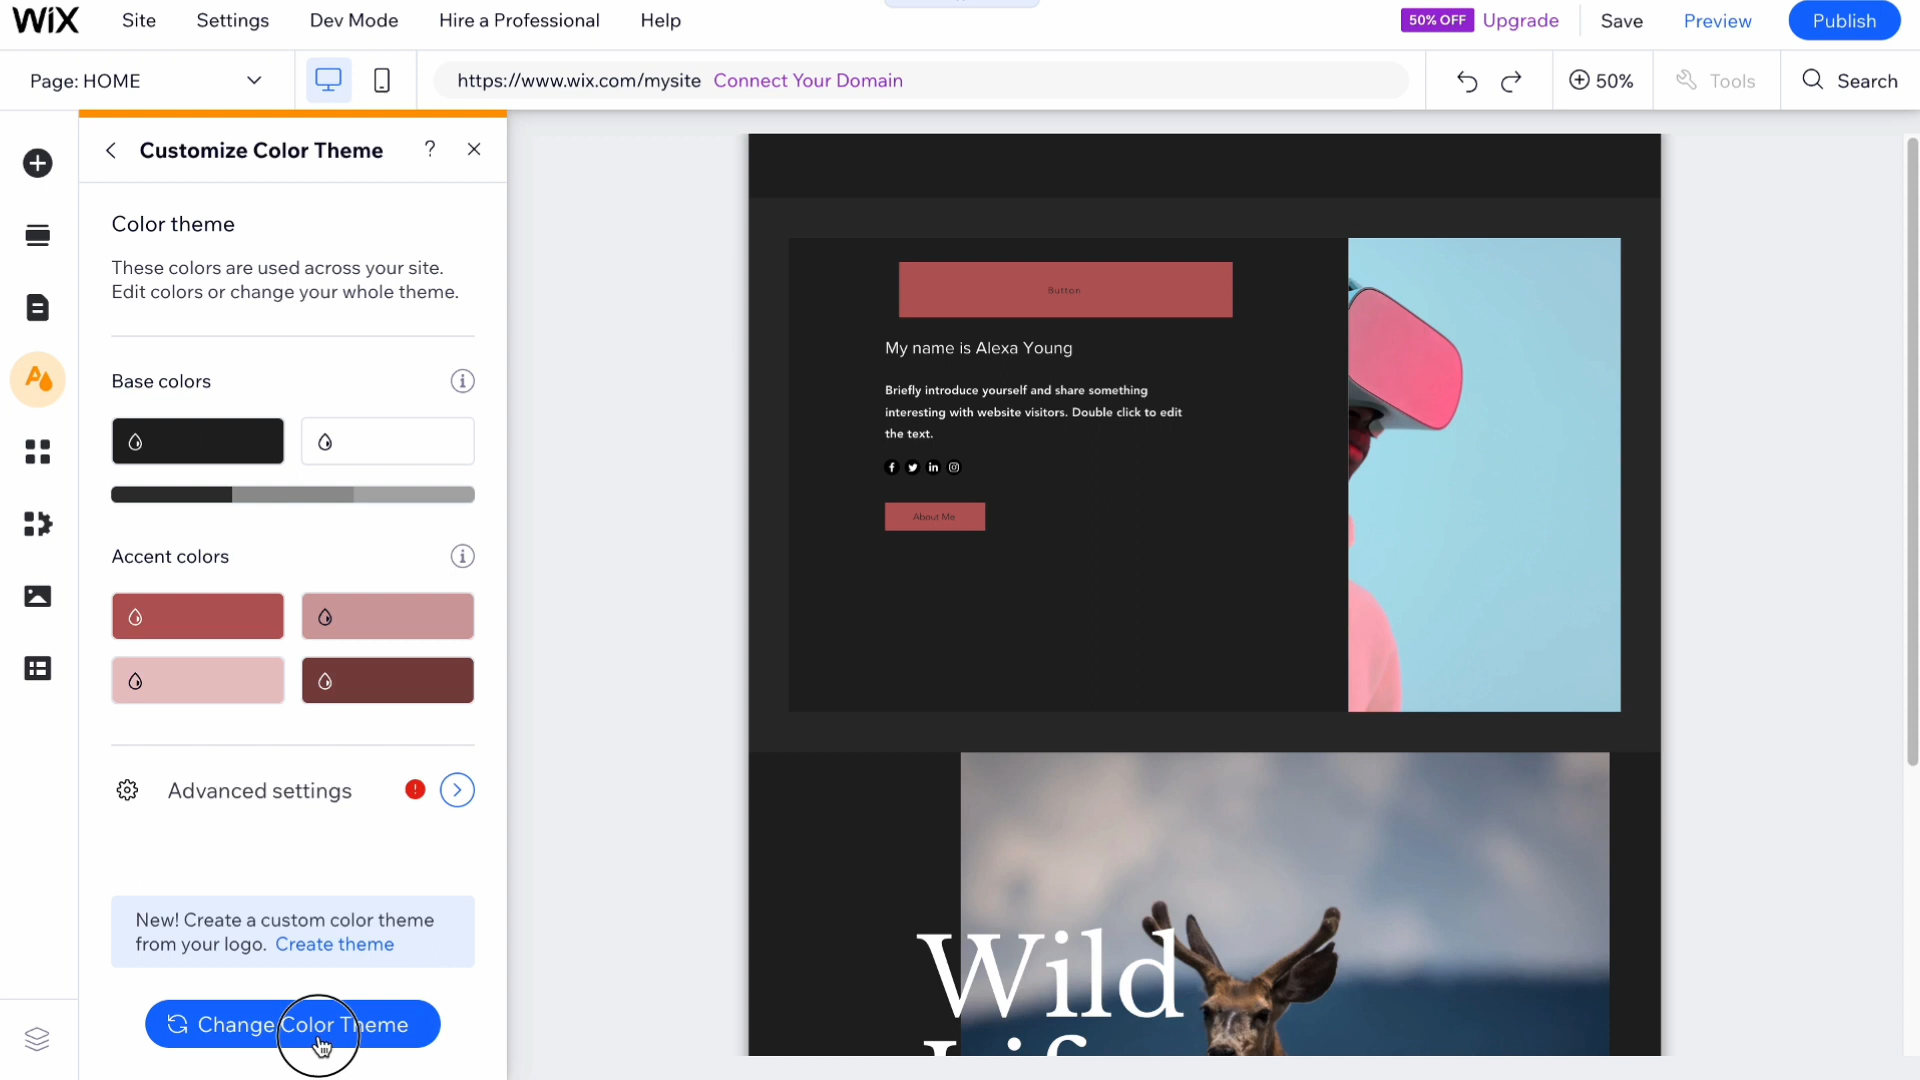 WiX
Site
Settings
Dev Mode
Hire a Professional
Help
50% OFF
Upgrade
Save
Preview
Publish
Page: HOME
https://www.wix.com/mysite
Connect Your Domain
50%
Tools
Search
Customize Color Theme
?
Color theme
These colors are used across your site.
Edit colors or change your whole theme.
Base colors
Accent colors
Advanced settings
New! Create a custom color theme
from your logo. Create theme
Change Color Theme
Button
My name is Alexa Young
Briefly introduce yourself and share something
interesting with website visitors. Double click to edit
the text.
About Me
Wild